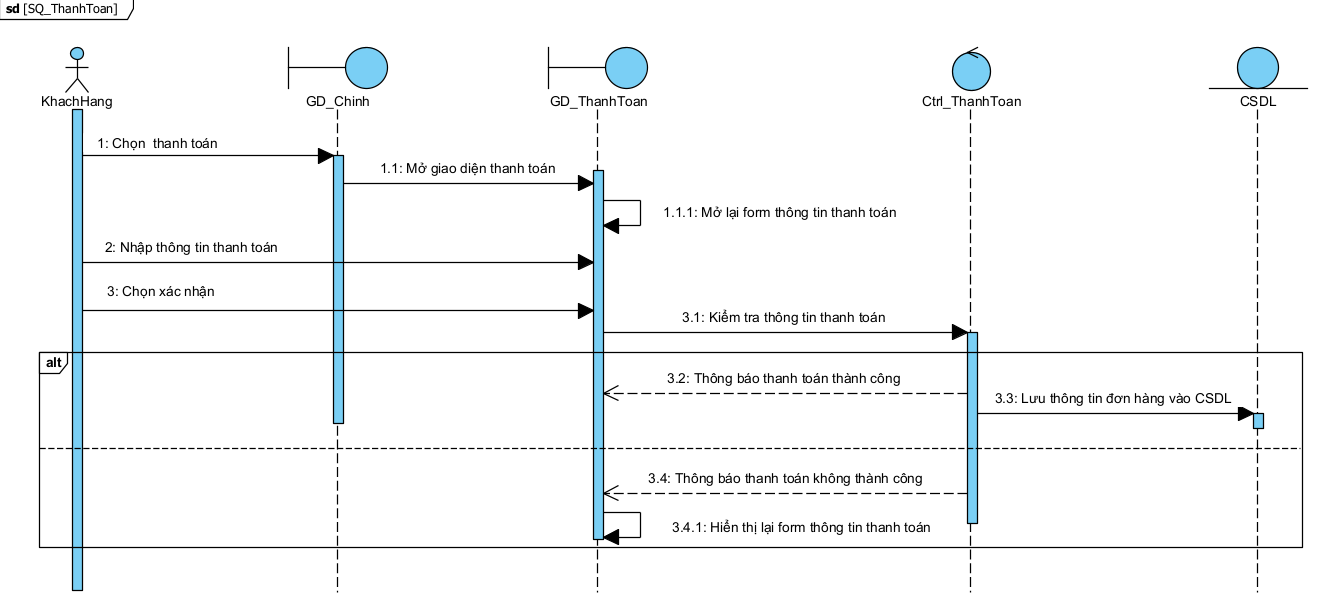 sd [SQ_ThanhToan]
KhachHang
GD_Chinh
GD_ThanhToan
Ctrl_ThanhToan
CSDL
1: Chọn thanh toán
1.1: Mở giao diện thanh toán
1.1.1: Mở lại form thông tin thanh toán
2: Nhập thông tin thanh toán
3: Chọn xác nhận
3.1: Kiểm tra thông tin thanh toán
alt
3.2: Thông báo thanh toán thành công
3.3: Lưu thông tin đơn hàng vào CSDL
3.4: Thông báo thanh toán không thành công
3.4.1: Hiển thị lại form thông tin thanh toán